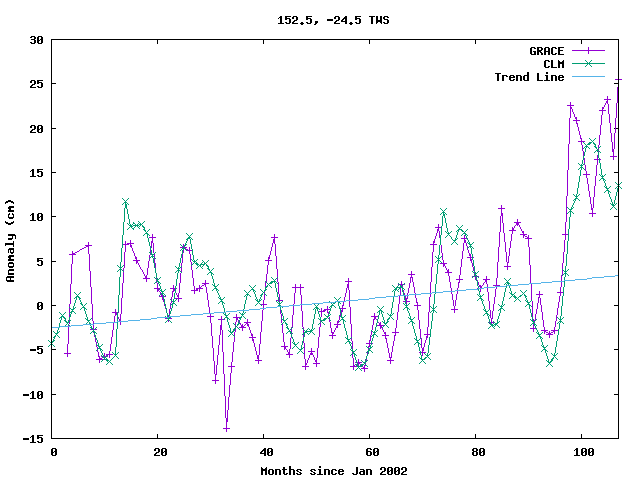 152.5, -24.5 TWS
GRACE
CLM
Trend Line
30
25
20
15
10
5
0
-5
-10
-15
Anomaly (cm)
0 20 40 60 80 100
Months since Jan 2002